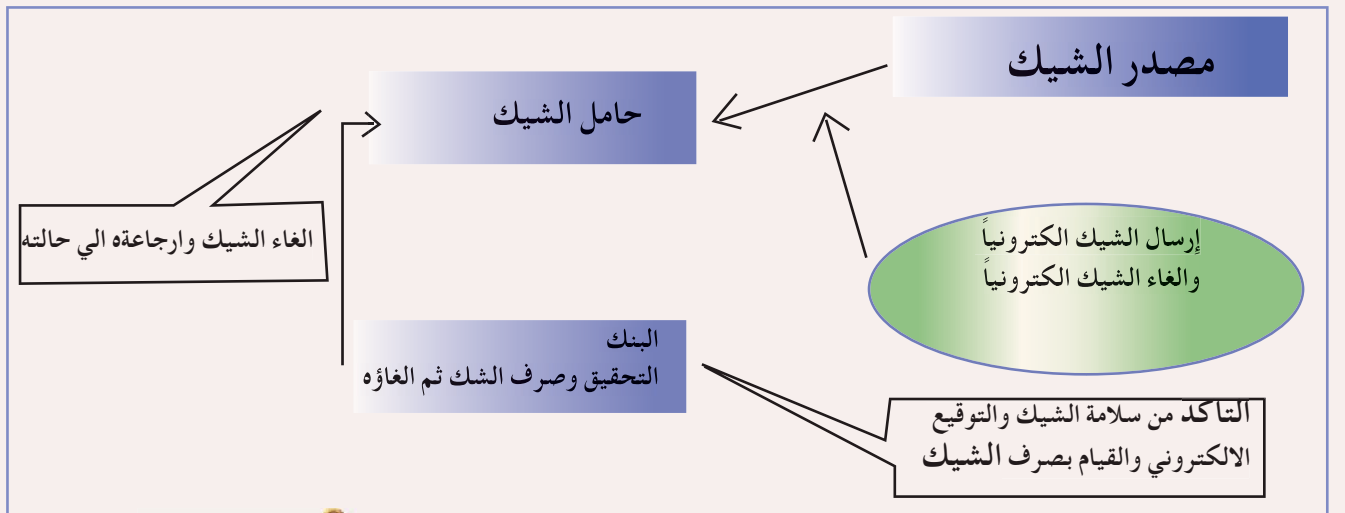 مصدر الشيك
حامل الشيك
إرسال الشيك الكترونياً
والغاء الشيك الكترونياً
الغاء الشيك وارجاعةه الي حالته
البنك
التحقيق وصرف الشك ثم الغاؤه
التاكد من سلامة الشيك والتوقيع
الالكتروني والقيام بصرف الشيك